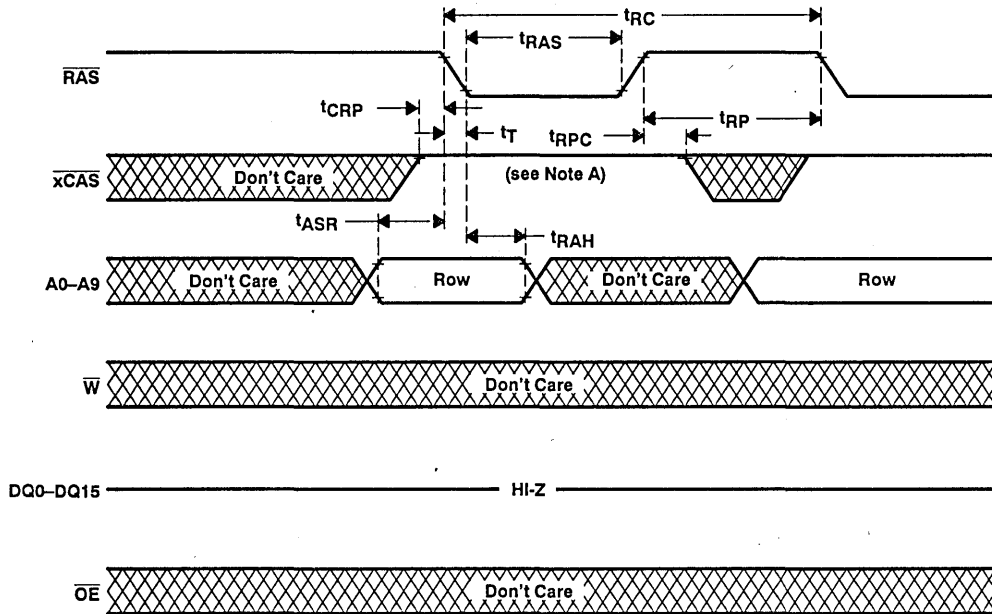 tRC
tRAS
RAS
tCRP
tT
tRPC
tRP
xCAS
Don't Care
(see Note A)
tASR
tRAH
A0–A9
Don't Care
Row
Don't Care
Row
W
Don't Care
DQ0–DQ15
HI-Z
OE
Don't Care